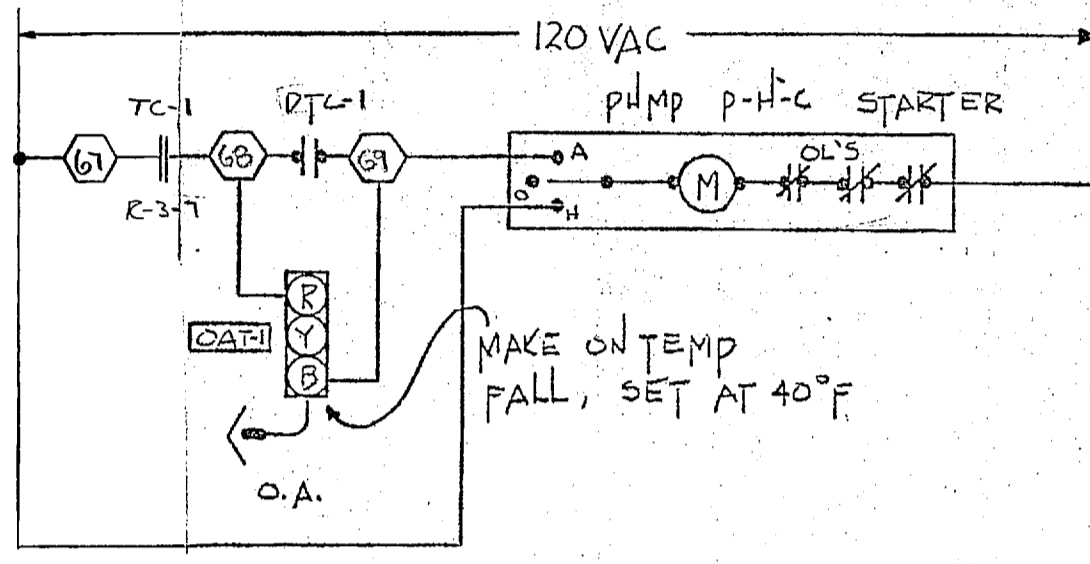 120 VAC
TC-1
DTC-1
PUMP P-H-C STARTER
67
68
69
A
OL'S
O
M
H
R-3-7
R
OAT-1
Y
B
MAKE ON TEMP
FALL, SET AT 40°F
O.A.